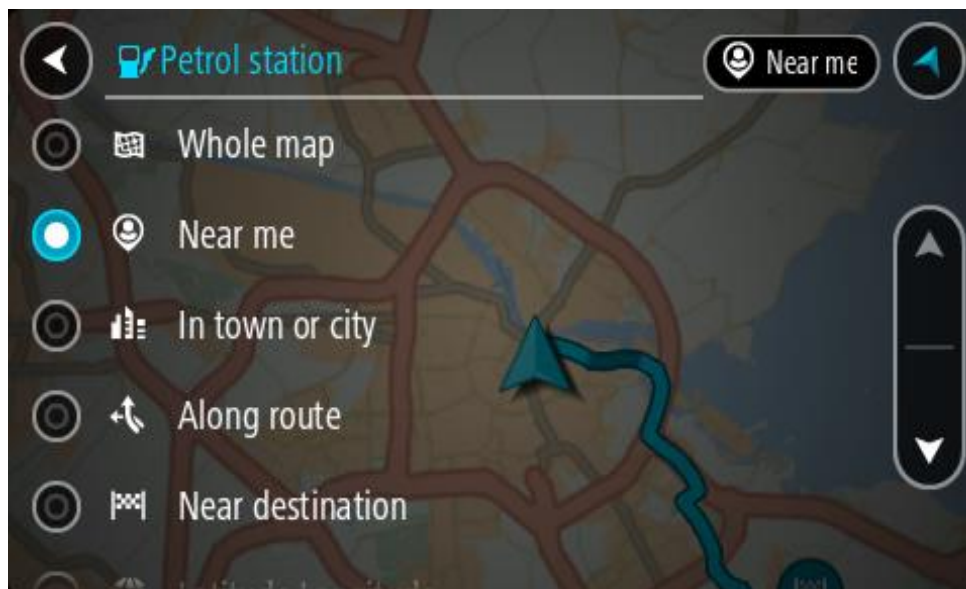 Petrol station
Near me
Whole map
Near me
In town or city
Along route
Near destination